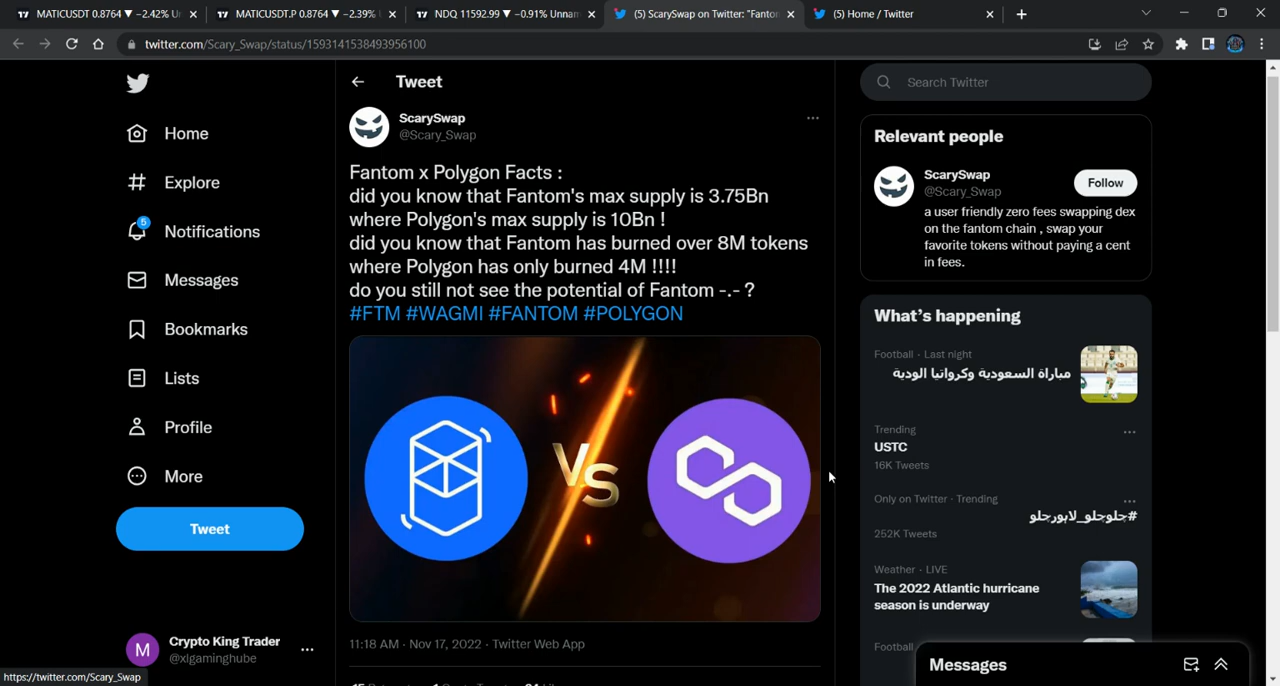 MATICUSDT 0.8764 ▼ −2.42%
MATICUSDT.P 0.8764 ▼ −2.39%
NDQ 11592.99 ▼ −0.91% Unnam
(5) ScarySwap on Twitter: "Fantom
(5) Home / Twitter
twitter.com/Scary_Swap/status/1593141538493956100
Home
Explore
5
Notifications
Messages
Bookmarks
Lists
Profile
More
Tweet
M
Crypto King Trader
@xlgaminghube
https://twitter.com/Scary_Swap
Tweet
ScarySwap
@Scary_Swap
Fantom x Polygon Facts :
did you know that Fantom's max supply is 3.75Bn
where Polygon's max supply is 10Bn !
did you know that Fantom has burned over 8M tokens
where Polygon has only burned 4M !!!!
do you still not see the potential of Fantom -.- ?
#FTM #WAGMI #FANTOM #POLYGON
VS
11:18 AM · Nov 17, 2022 · Twitter Web App
Search Twitter
Relevant people
ScarySwap
@Scary_Swap
Follow
a user friendly zero fees swapping dex
on the fantom chain , swap your
favorite tokens without paying a cent
in fees.
What's happening
Football · Last night
مباراة السعودية وكرواتيا الودية
Trending
USTC
16K Tweets
Only on Twitter · Trending
#جلوجلو_لاہورجلو
252K Tweets
Weather · LIVE
The 2022 Atlantic hurricane
season is underway
Football
Messages